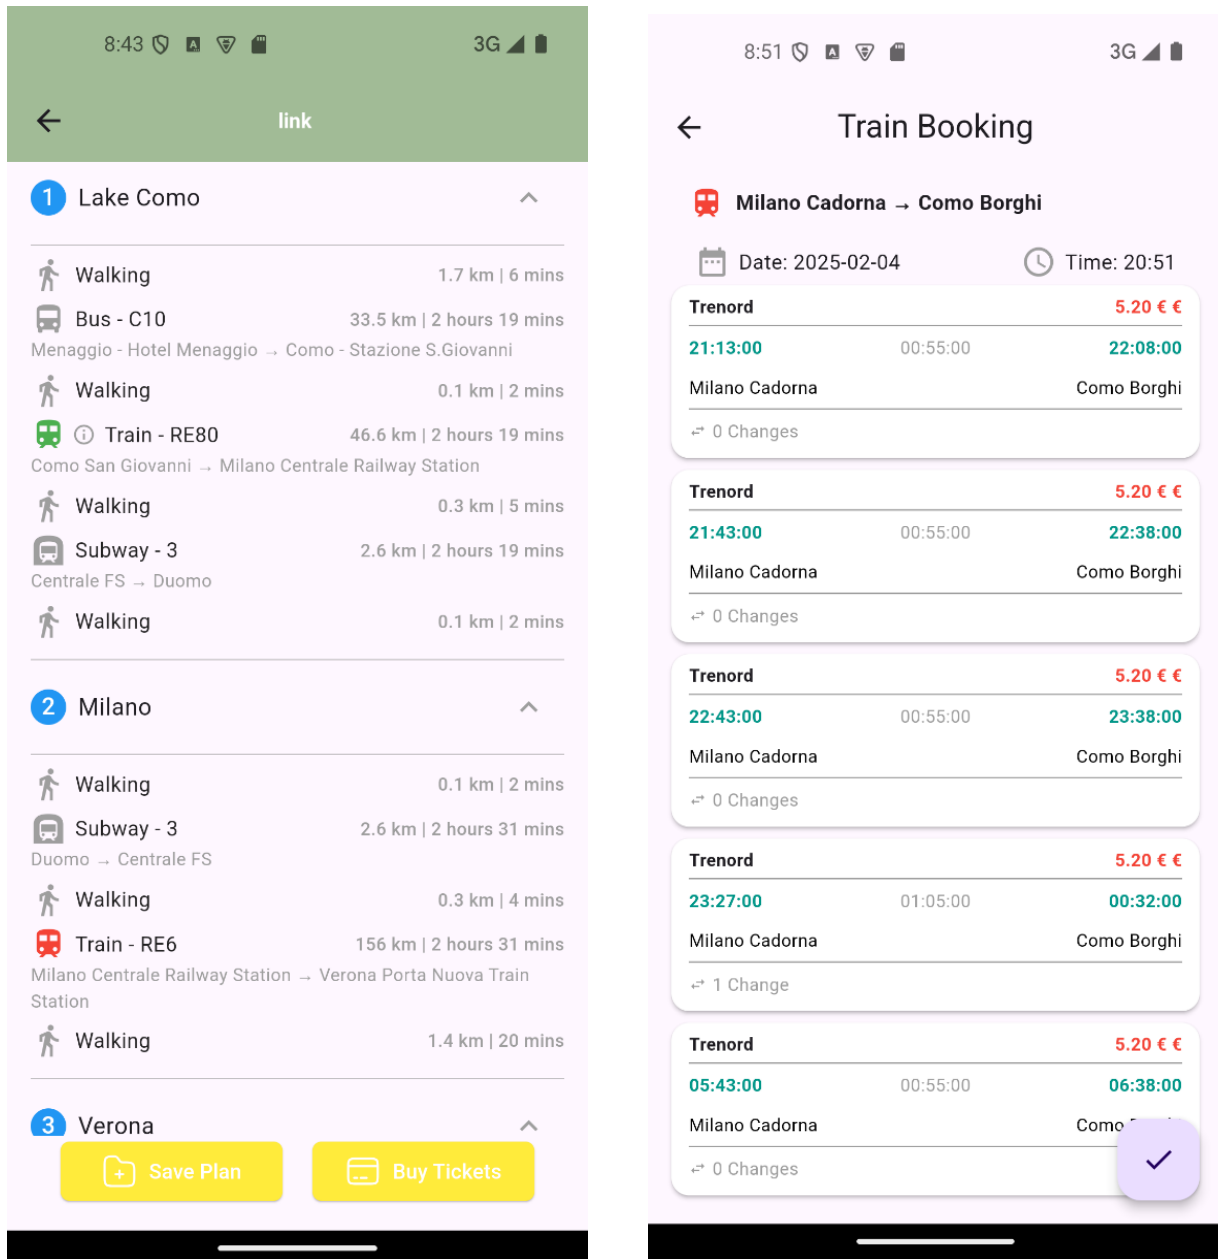 8:43
3G
link
1 Lake Como
Walking 1.7 km | 6 mins
Bus - C10 33.5 km | 2 hours 19 mins
Menaggio - Hotel Menaggio → Como - Stazione S.Giovanni
Walking 0.1 km | 2 mins
Train - RE80 46.6 km | 2 hours 19 mins
Como San Giovanni → Milano Centrale Railway Station
Walking 0.3 km | 5 mins
Subway - 3 2.6 km | 2 hours 19 mins
Centrale FS → Duomo
Walking 0.1 km | 2 mins
2 Milano
Walking 0.1 km | 2 mins
Subway - 3 2.6 km | 2 hours 31 mins
Duomo → Centrale FS
Walking 0.3 km | 4 mins
Train - RE6 156 km | 2 hours 31 mins
Milano Centrale Railway Station → Verona Porta Nuova Train
Station
Walking 1.4 km | 20 mins
3 Verona
Save Plan Buy Tickets
8:51
3G
Train Booking
Milano Cadorna → Como Borghi
Date: 2025-02-04 Time: 20:51
Trenord 5.20 € €
21:13:00 00:55:00 22:08:00
Milano Cadorna Como Borghi
0 Changes
Trenord 5.20 € €
21:43:00 00:55:00 22:38:00
Milano Cadorna Como Borghi
0 Changes
Trenord 5.20 € €
22:43:00 00:55:00 23:38:00
Milano Cadorna Como Borghi
0 Changes
Trenord 5.20 € €
23:27:00 01:05:00 00:32:00
Milano Cadorna Como Borghi
1 Change
Trenord 5.20 € €
05:43:00 00:55:00 06:38:00
Milano Cadorna Como
0 Changes